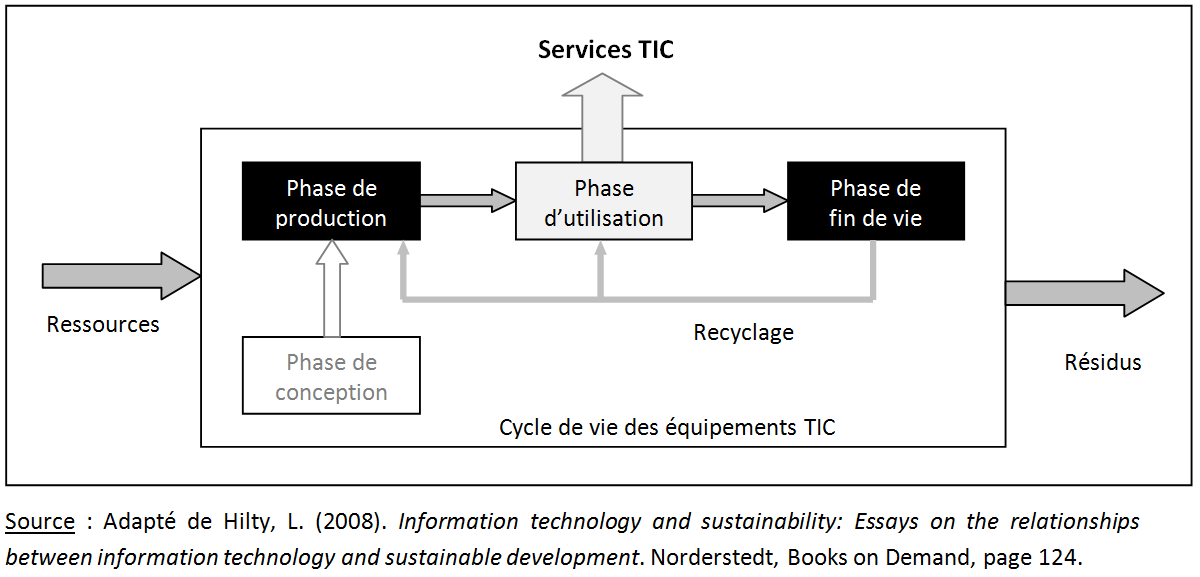 Services TIC
Phase de
production
Phase
d’utilisation
Phase de
fin de vie
Ressources
Recyclage
Phase de
conception
Résidus
Cycle de vie des équipements TIC
Source : Adapté de Hilty, L. (2008). Information technology and sustainability: Essays on the relationships
between information technology and sustainable development. Norderstedt, Books on Demand, page 124.